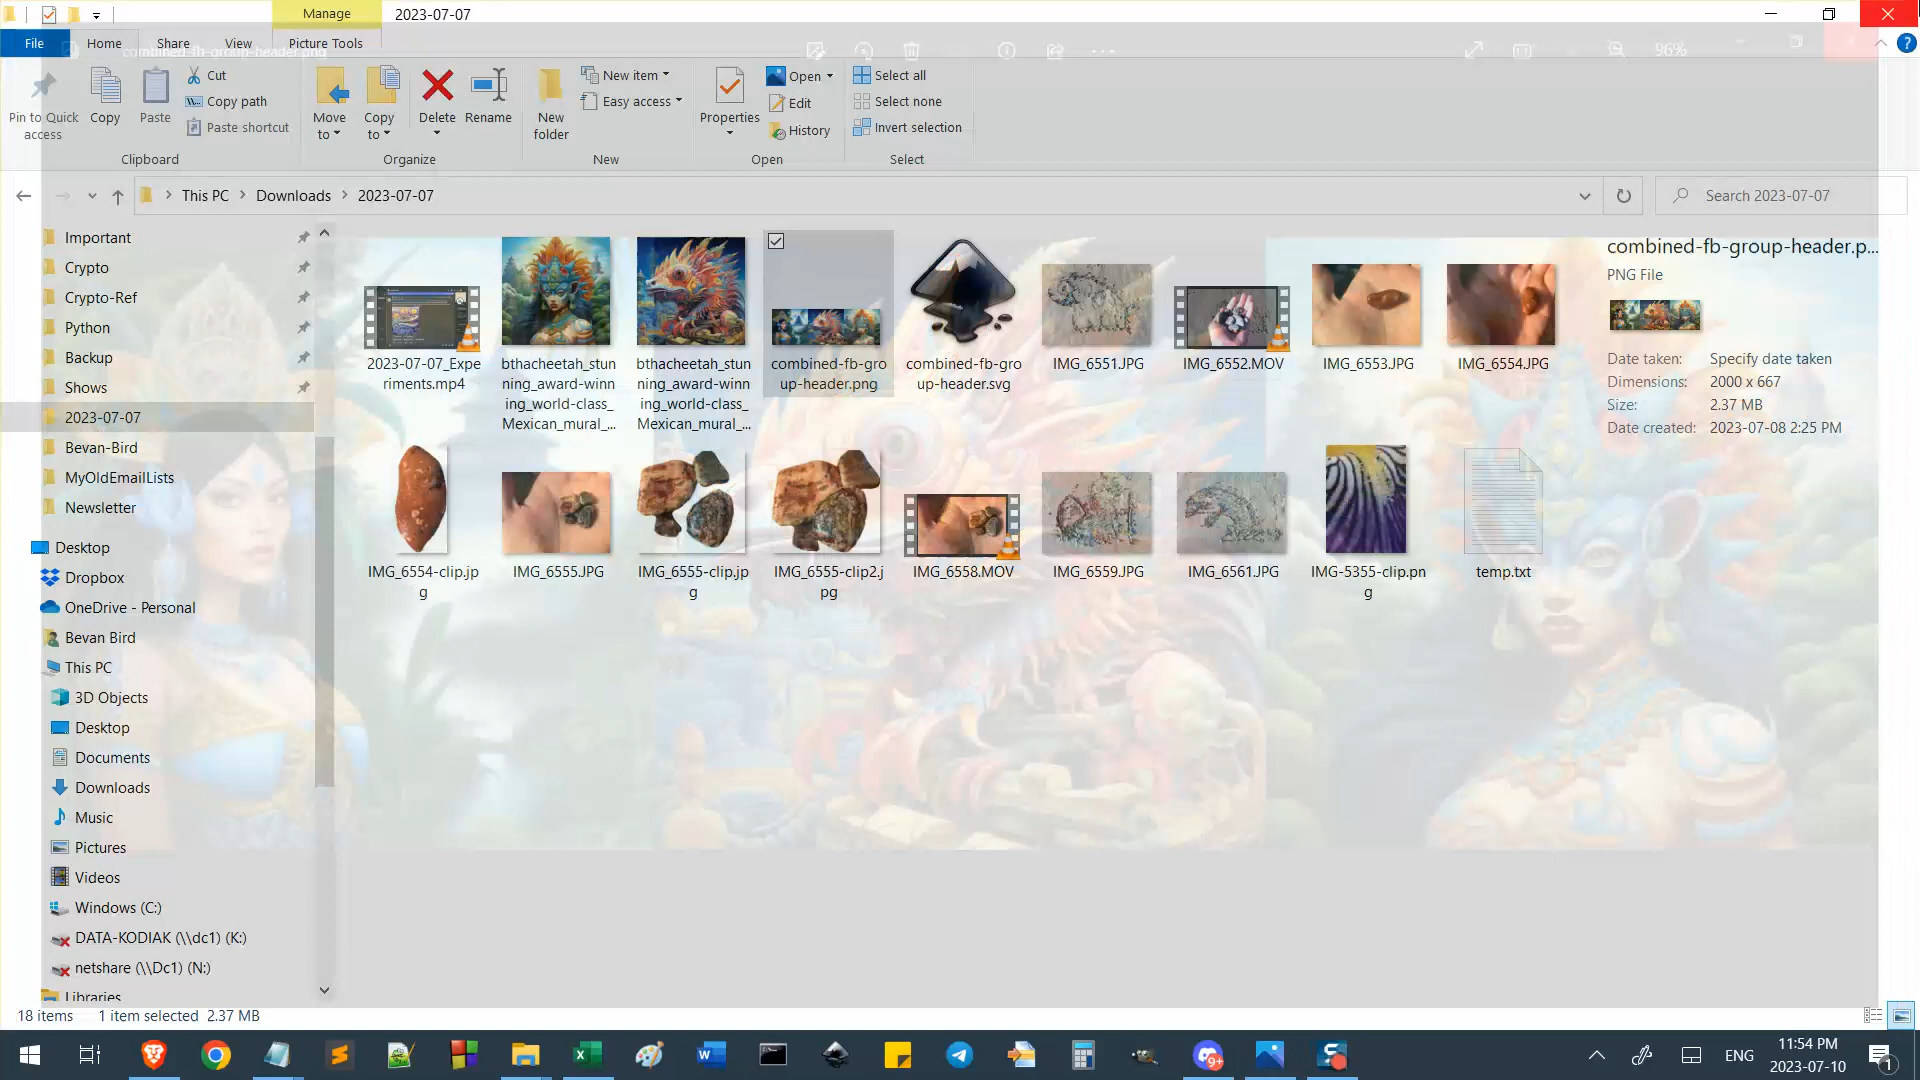 Manage
2023-07-07
File
Home
Share
View
Picture Tools
combined-fb-group-header.png
96%
Pin to Quick access
Copy
Paste
Cut
Copy path
Paste shortcut
Clipboard
Move to
Copy to
Delete
Rename
Organize
New folder
New item
Easy access
New
Properties
Open
Edit
History
Open
Select all
Select none
Invert selection
Select
This PC
Downloads
2023-07-07
Search 2023-07-07
Important
Crypto
Crypto-Ref
Python
Backup
Shows
2023-07-07
Bevan-Bird
MyOldEmailLists
Newsletter
Desktop
Dropbox
OneDrive - Personal
Bevan Bird
This PC
3D Objects
Desktop
Documents
Downloads
Music
Pictures
Videos
Windows (C:)
DATA-KODIAK (\\dc1) (K:)
netshare (\\Dc1) (N:)
Libraries
2023-07-07_Expe
riments.mp4
bthacheetah_stun
ning_award-winn
ing_world-class_
Mexican_mural_...
bthacheetah_stun
ning_award-winn
ing_world-class_
Mexican_mural_...
combined-fb-gro
up-header.png
combined-fb-gro
up-header.svg
IMG_6551.JPG
IMG_6552.MOV
IMG_6553.JPG
IMG_6554.JPG
IMG_6554-clip.jp
g
IMG_6555.JPG
IMG_6555-clip.jp
g
IMG_6555-clip2.j
pg
IMG_6558.MOV
IMG_6559.JPG
IMG_6561.JPG
IMG-5355-clip.pn
g
temp.txt
combined-fb-group-header.p...
PNG File
Date taken: Specify date taken
Dimensions: 2000 x 667
Size: 2.37 MB
Date created: 2023-07-08 2:25 PM
18 items
1 item selected 2.37 MB
9+
ENG
11:54 PM
2023-07-10
1